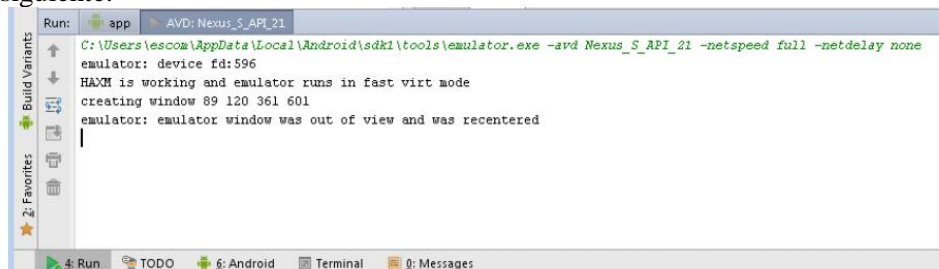 siguiente:
Run: app AVD: Nexus_S_API_21
C:\Users\escom\AppData\Local\Android\sdk1\tools\emulator.exe -avd Nexus_S_API_21 -netspeed full -netdelay none
emulator: device fd:596
HAXM is working and emulator runs in fast virt mode
creating window 89 120 361 601
emulator: emulator window was out of view and was recentered
Build Variants
2: Favorites
4: Run TODO 6: Android Terminal 0: Messages